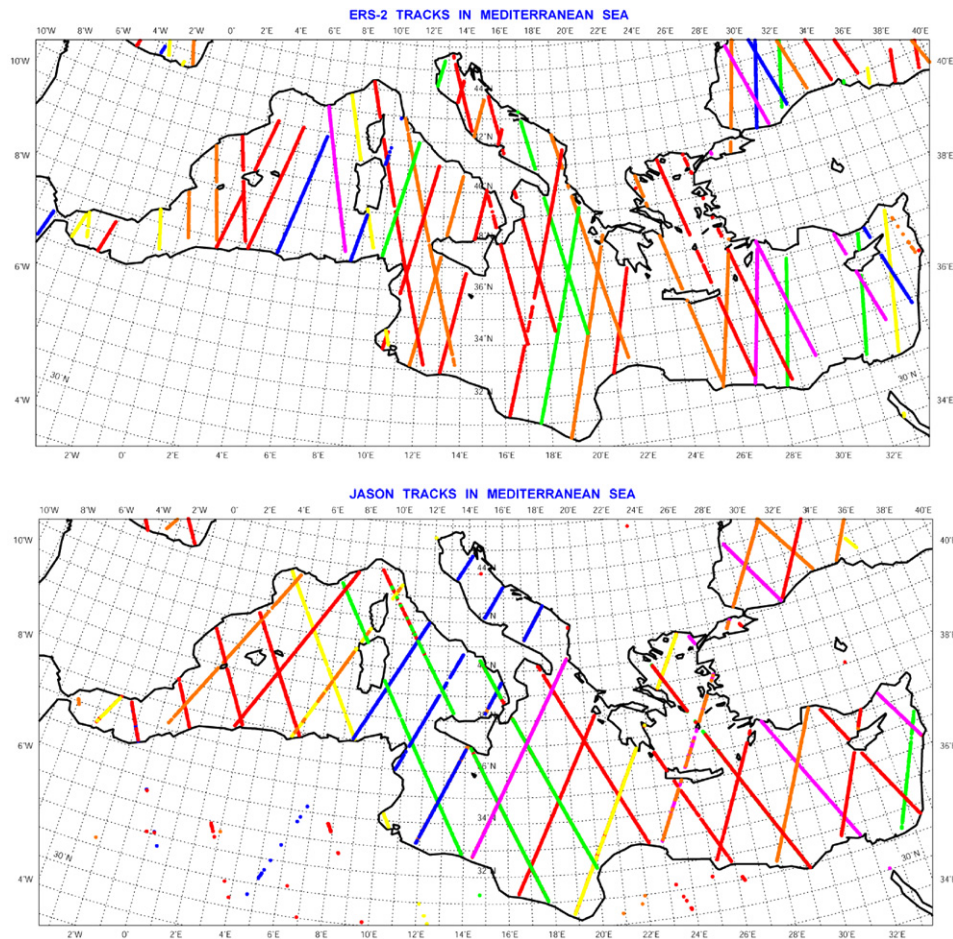 ERS-2 TRACKS IN MEDITERRANEAN SEA
10˚W 8˚W 6˚W 4˚W 2˚W 0˚ 2˚E 4˚E 6˚E 8˚E 10˚E 12˚E 14˚E 16˚E 18˚E 20˚E 22˚E 24˚E 26˚E 28˚E 30˚E 32˚E 34˚E 36˚E 38˚E 40˚E
10˚W
40˚E
44˚
42˚N
8˚W
38˚E
40˚N
38˚N
6˚W
36˚E
36˚N
34˚N
30˚N
30˚N
32˚N
4˚W
34˚E
2˚W 0˚ 2˚E 4˚E 6˚E 8˚E 10˚E 12˚E 14˚E 16˚E 18˚E 20˚E 22˚E 24˚E 26˚E 28˚E 30˚E 32˚E
JASON TRACKS IN MEDITERRANEAN SEA
10˚W 8˚W 6˚W 4˚W 2˚W 0˚ 2˚E 4˚E 6˚E 8˚E 10˚E 12˚E 14˚E 16˚E 18˚E 20˚E 22˚E 24˚E 26˚E 28˚E 30˚E 32˚E 34˚E 36˚E 38˚E 40˚E
10˚W
40˚E
44˚
8˚W
38˚E
6˚W
36˚E
36˚N
34˚N
30˚N
30˚N
32˚N
4˚W
34˚E
2˚W 0˚ 2˚E 4˚E 6˚E 8˚E 10˚E 12˚E 14˚E 16˚E 18˚E 20˚E 22˚E 24˚E 26˚E 28˚E 30˚E 32˚E